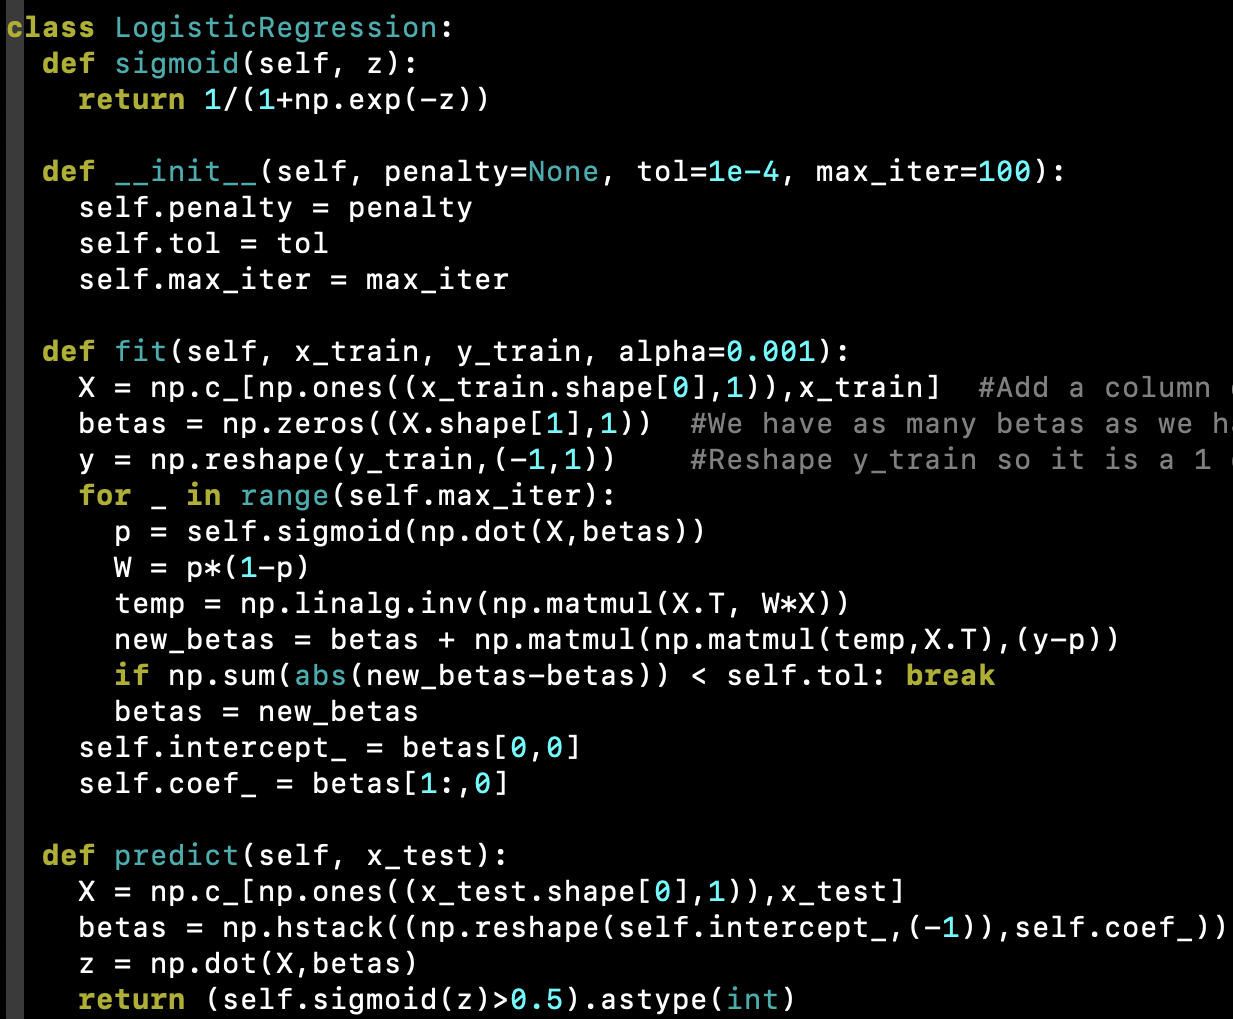 class LogisticRegression:
  def sigmoid(self, z):
    return 1/(1+np.exp(-z))

  def __init__(self, penalty=None, tol=1e-4, max_iter=100):
    self.penalty = penalty
    self.tol = tol
    self.max_iter = max_iter

  def fit(self, x_train, y_train, alpha=0.001):
    X = np.c_[np.ones((x_train.shape[0],1)),x_train]  #Add a column
    betas = np.zeros((X.shape[1],1))  #We have as many betas as we
    y = np.reshape(y_train,(-1,1))    #Reshape y_train so it is a 1
    for _ in range(self.max_iter):
      p = self.sigmoid(np.dot(X,betas))
      W = p*(1-p)
      temp = np.linalg.inv(np.matmul(X.T, W*X))
      new_betas = betas + np.matmul(np.matmul(temp,X.T),(y-p))
      if np.sum(abs(new_betas-betas)) < self.tol: break
      betas = new_betas
    self.intercept_ = betas[0,0]
    self.coef_ = betas[1:,0]

  def predict(self, x_test):
    X = np.c_[np.ones((x_test.shape[0],1)),x_test]
    betas = np.hstack((np.reshape(self.intercept_,(-1)),self.coef_))
    z = np.dot(X,betas)
    return (self.sigmoid(z)>0.5).astype(int)